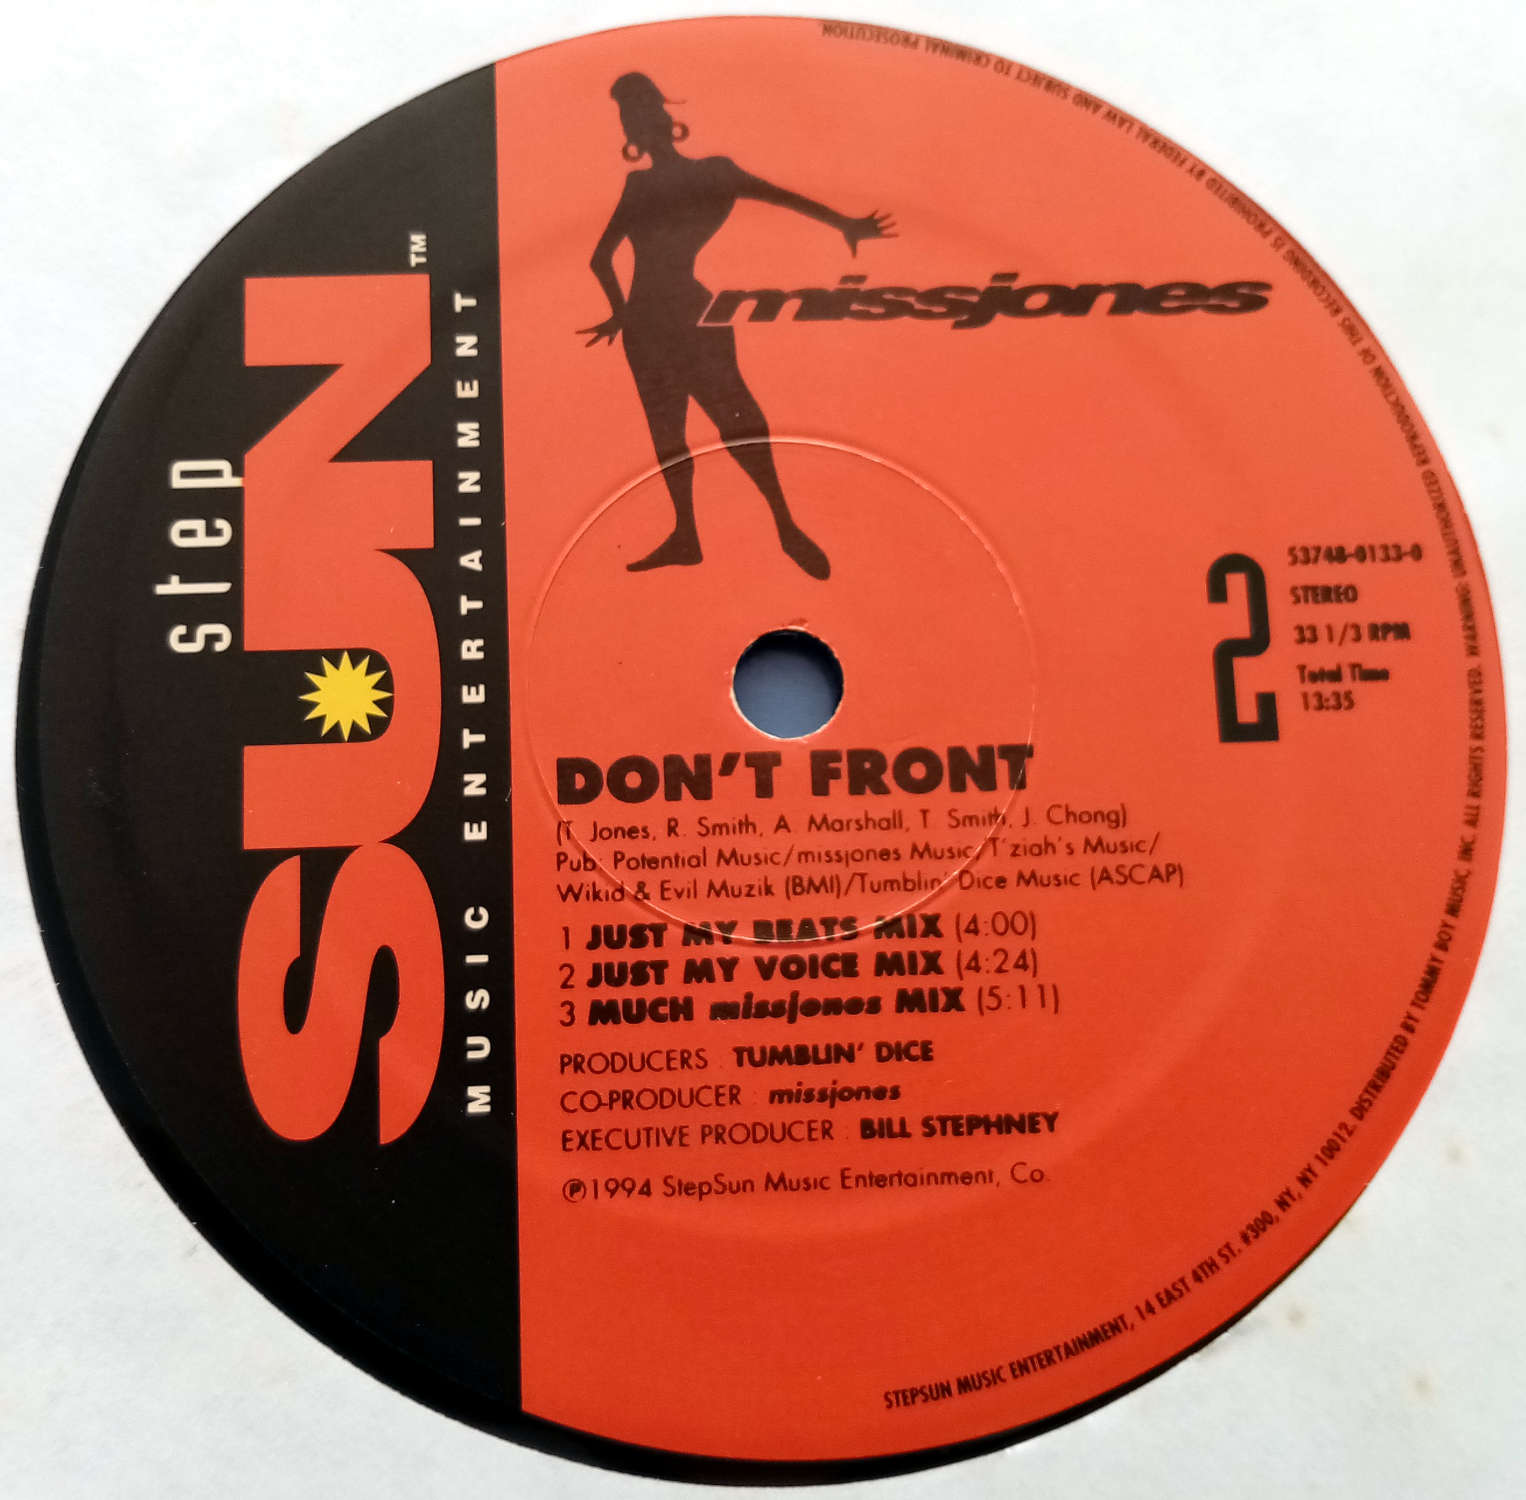 step
SUN™
MUSIC ENTERTAINMENT
missjones
2
53748-0133-0
STEREO
33 1/3 RPM
Total Time
13:35
DON'T FRONT
(T. Jones, R. Smith, A. Marshall, T. Smith, J. Chong)
Pub: Potential Music/missjones Music/T'ziah's Music/
Wikid & Evil Muzik (BMI)/Tumblin' Dice Music (ASCAP)
1 JUST MY BEATS MIX (4:00)
2 JUST MY VOICE MIX (4:24)
3 MUCH missjones MIX (5:11)
PRODUCERS : TUMBLIN' DICE
CO-PRODUCER : missjones
EXECUTIVE PRODUCER : BILL STEPHNEY
℗1994 StepSun Music Entertainment, Co.
STEPSUN MUSIC ENTERTAINMENT, 14 EAST 4TH ST. #300, NY, NY 10012. DISTRIBUTED BY TOMMY BOY MUSIC, INC. ALL RIGHTS RESERVED. WARNING: UNAUTHORIZED REPRODUCTION OF THIS RECORDING IS PROHIBITED BY FEDERAL LAW AND SUBJECT TO CRIMINAL PROSECUTION